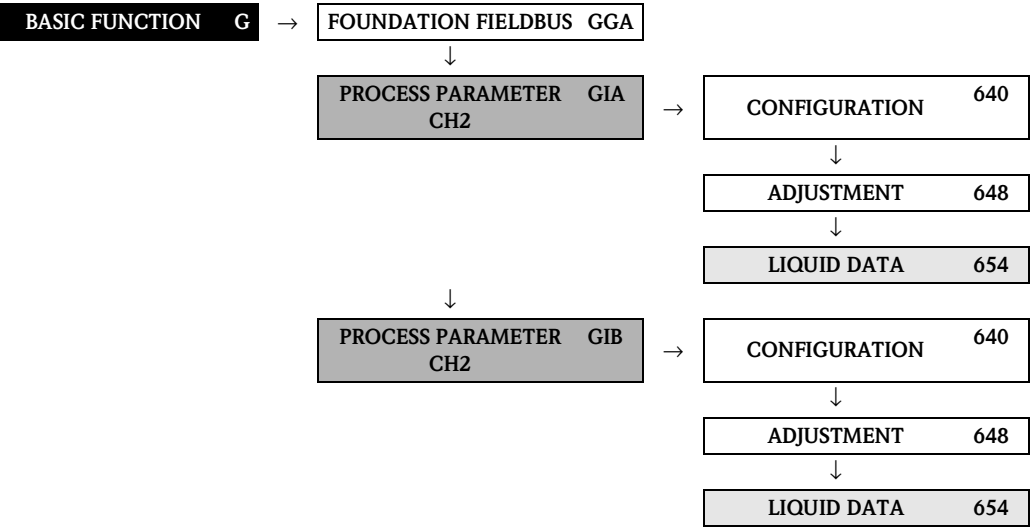 BASIC FUNCTION G → FOUNDATION FIELDBUS GGA
↓
PROCESS PARAMETER GIA
CH2
→
CONFIGURATION 640
↓
ADJUSTMENT 648
↓
LIQUID DATA 654
↓
PROCESS PARAMETER GIB
CH2
→
CONFIGURATION 640
↓
ADJUSTMENT 648
↓
LIQUID DATA 654